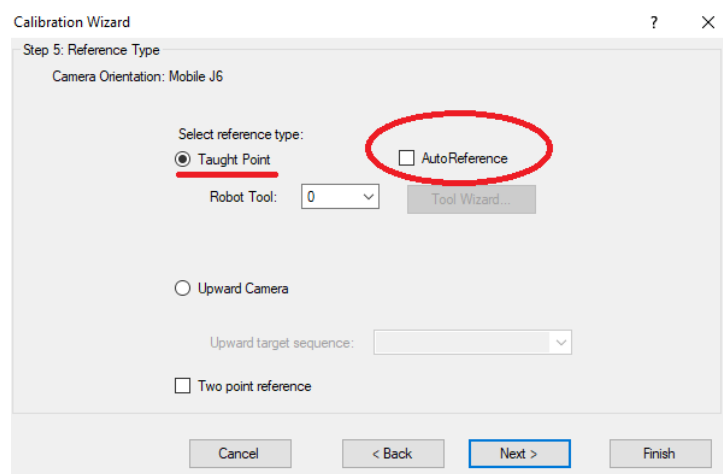 Calibration Wizard
Step 5: Reference Type
Camera Orientation: Mobile J6
Select reference type:
Taught Point
AutoReference
Robot Tool: 0
Tool Wizard...
Upward Camera
Upward target sequence:
Two point reference
Cancel
< Back
Next >
Finish